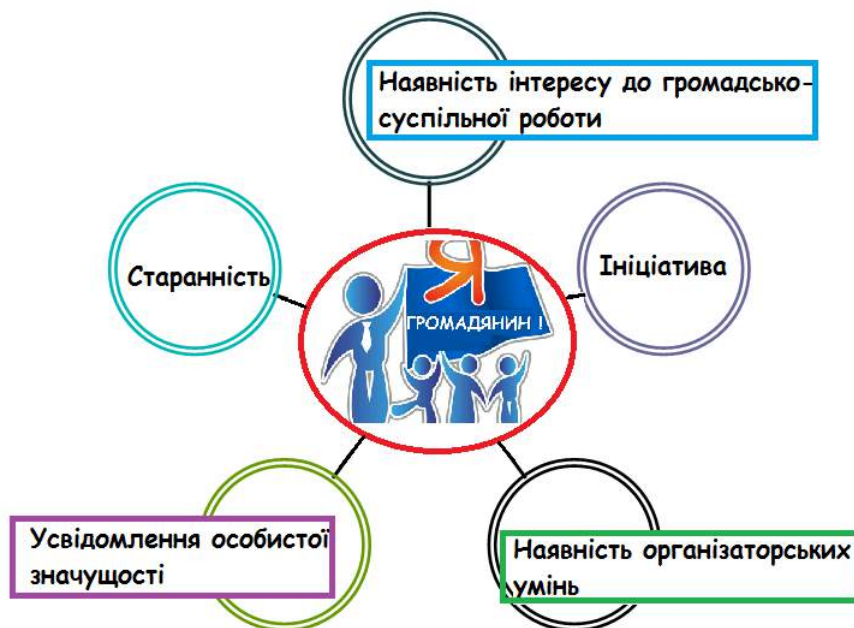 Наявність інтересу до громадсько-
суспільної роботи
Старанність
Ініціатива
Я
ГРОМАДЯНИН !
Усвідомлення особистої
значущості
Наявність організаторських
умінь